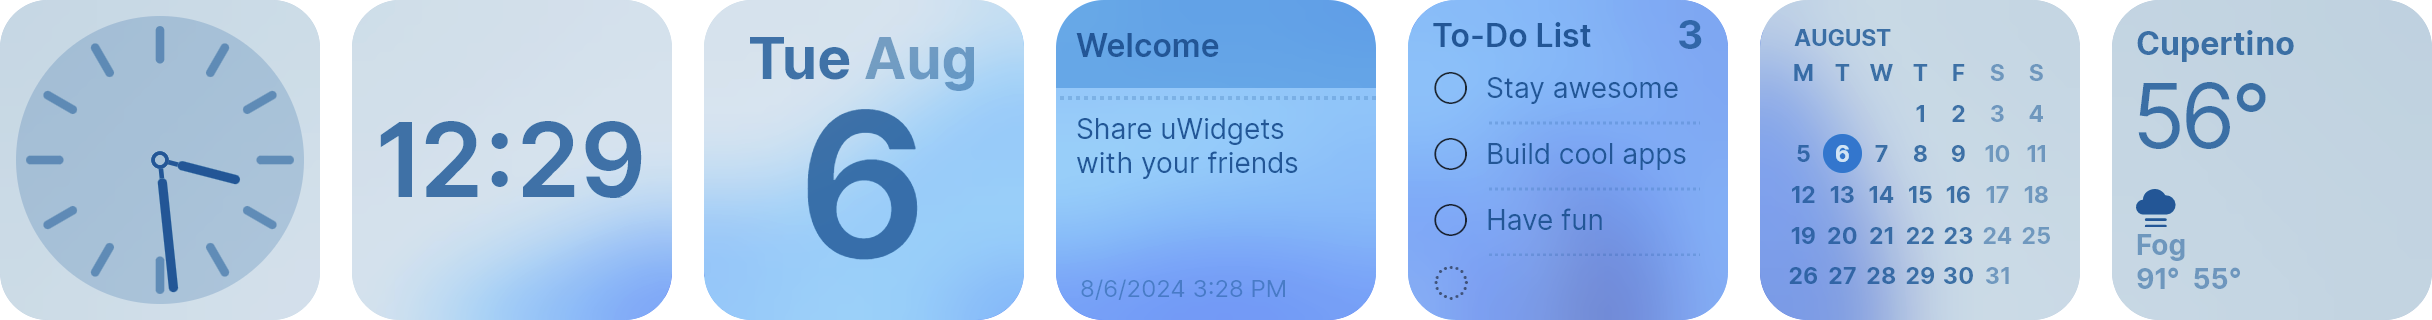 12:29
Tue Aug
6
Welcome
Share uWidgets
with your friends
8/6/2024 3:28 PM
To-Do List 3
Stay awesome
Build cool apps
Have fun
AUGUST
M T W T F S S
1 2 3 4
5 6 7 8 9 10 11
12 13 14 15 16 17 18
19 20 21 22 23 24 25
26 27 28 29 30 31
Cupertino
56°
Fog
91° 55°